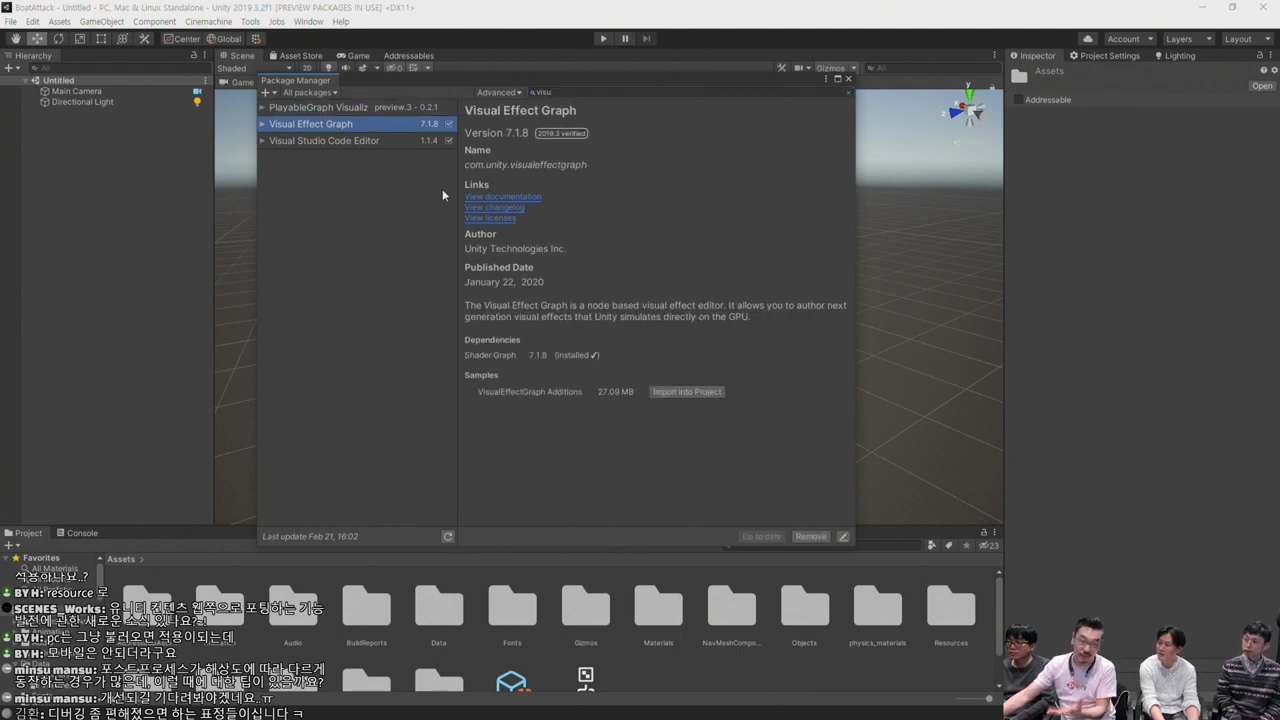 BoatAttack - Untitled - PC, Mac & Linux Standalone - Unity 2019.3.2f1 [PREVIEW PACKAGES IN USE] <DX11>
File Edit Assets GameObject Component Cinemachine Tools Jobs Window Help
Center Global Account Layers Layout
Hierarchy Scene Asset Store Game Addressables Inspector Project Settings Lighting
All Shaded 2D 0 Gizmos All Assets
Untitled Game Package Manager Open
Main Camera All packages Advanced visu Addressable
Directional Light
PlayableGraph Visualiz preview.3 - 0.2.1
Visual Effect Graph 7.1.8
Visual Studio Code Editor 1.1.4
Visual Effect Graph
Version 7.1.8 2019.3 verified
Name
com.unity.visualeffectgraph
Links
View documentation
View changelog
View licenses
Author
Unity Technologies Inc.
Published Date
January 22, 2020
The Visual Effect Graph is a node based visual effect editor. It allows you to author next
generation visual effects that Unity simulates directly on the GPU.
Dependencies
Shader Graph 7.1.8 (installed ✓)
Samples
VisualEffectGraph Additions 27.09 MB Import into Project
Last update Feb 21, 16:02 Up to date Remove
x y z
Project Console
23
Favorites Assets
All Materials
Audio BuildReports Data Fonts Gizmos Materials NavMeshCompo... Objects physics_materials Resources
Data
BY H: resource 로
SCENES_Works: 유니티 컨텐츠 웹쪽으로 포팅하는 기능
발전에 관한 새로운 소식 있나요?!
BY H: pc는 그냥 불러오면 적용이되는데
BY H: 모바일은 안되더라구요
minsu mansu: 포스트프로세스가 해상도에 따라 다르게
동작하는 경우가 많은데, 이럴 때에 대한 팁이 있은가요?
minsu mansu: 개선되길 기다려봐야겠네요..ㅠ
김환: 디버깅 좀 편해졌으면 하는 표정들이십니다 ㅋ